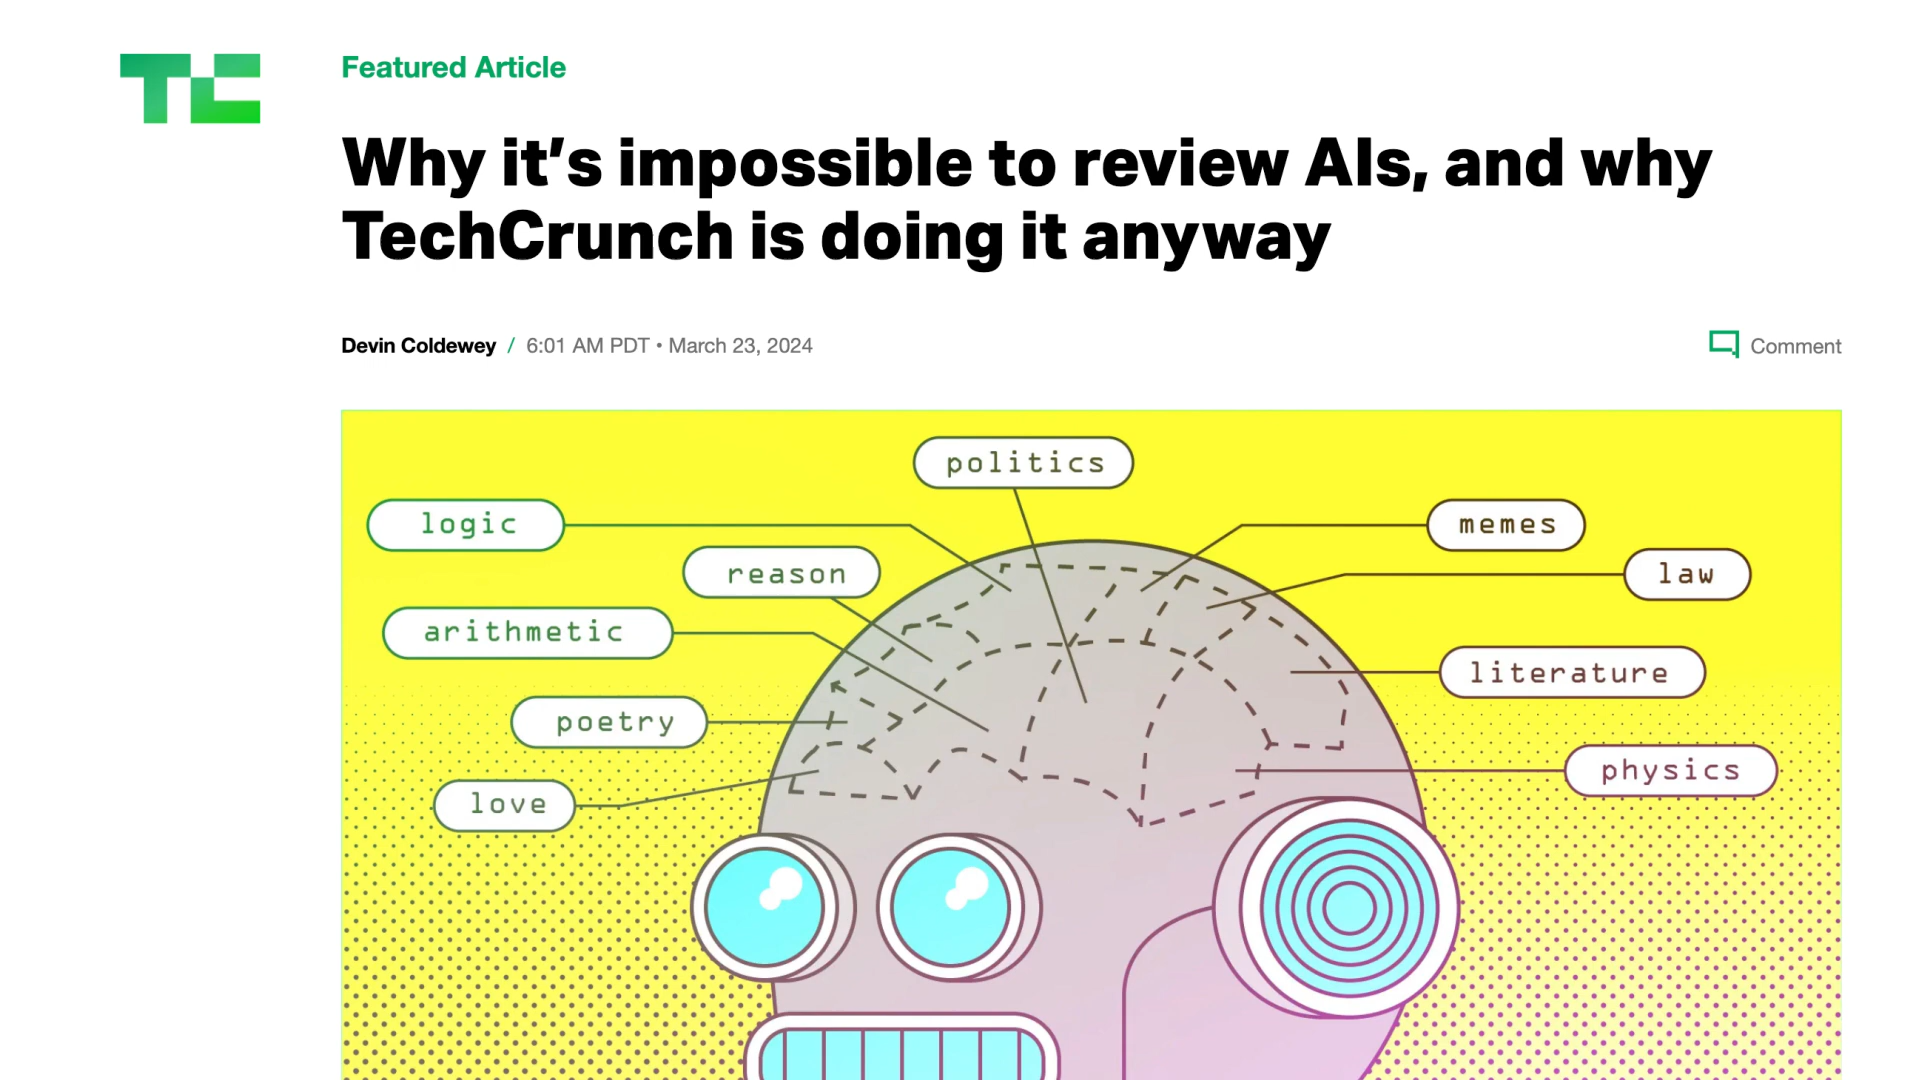 TC
Featured Article
Why it's impossible to review AIs, and why
TechCrunch is doing it anyway
Devin Coldewey / 6:01 AM PDT • March 23, 2024
Comment
politics
logic
memes
reason
law
arithmetic
literature
poetry
physics
love